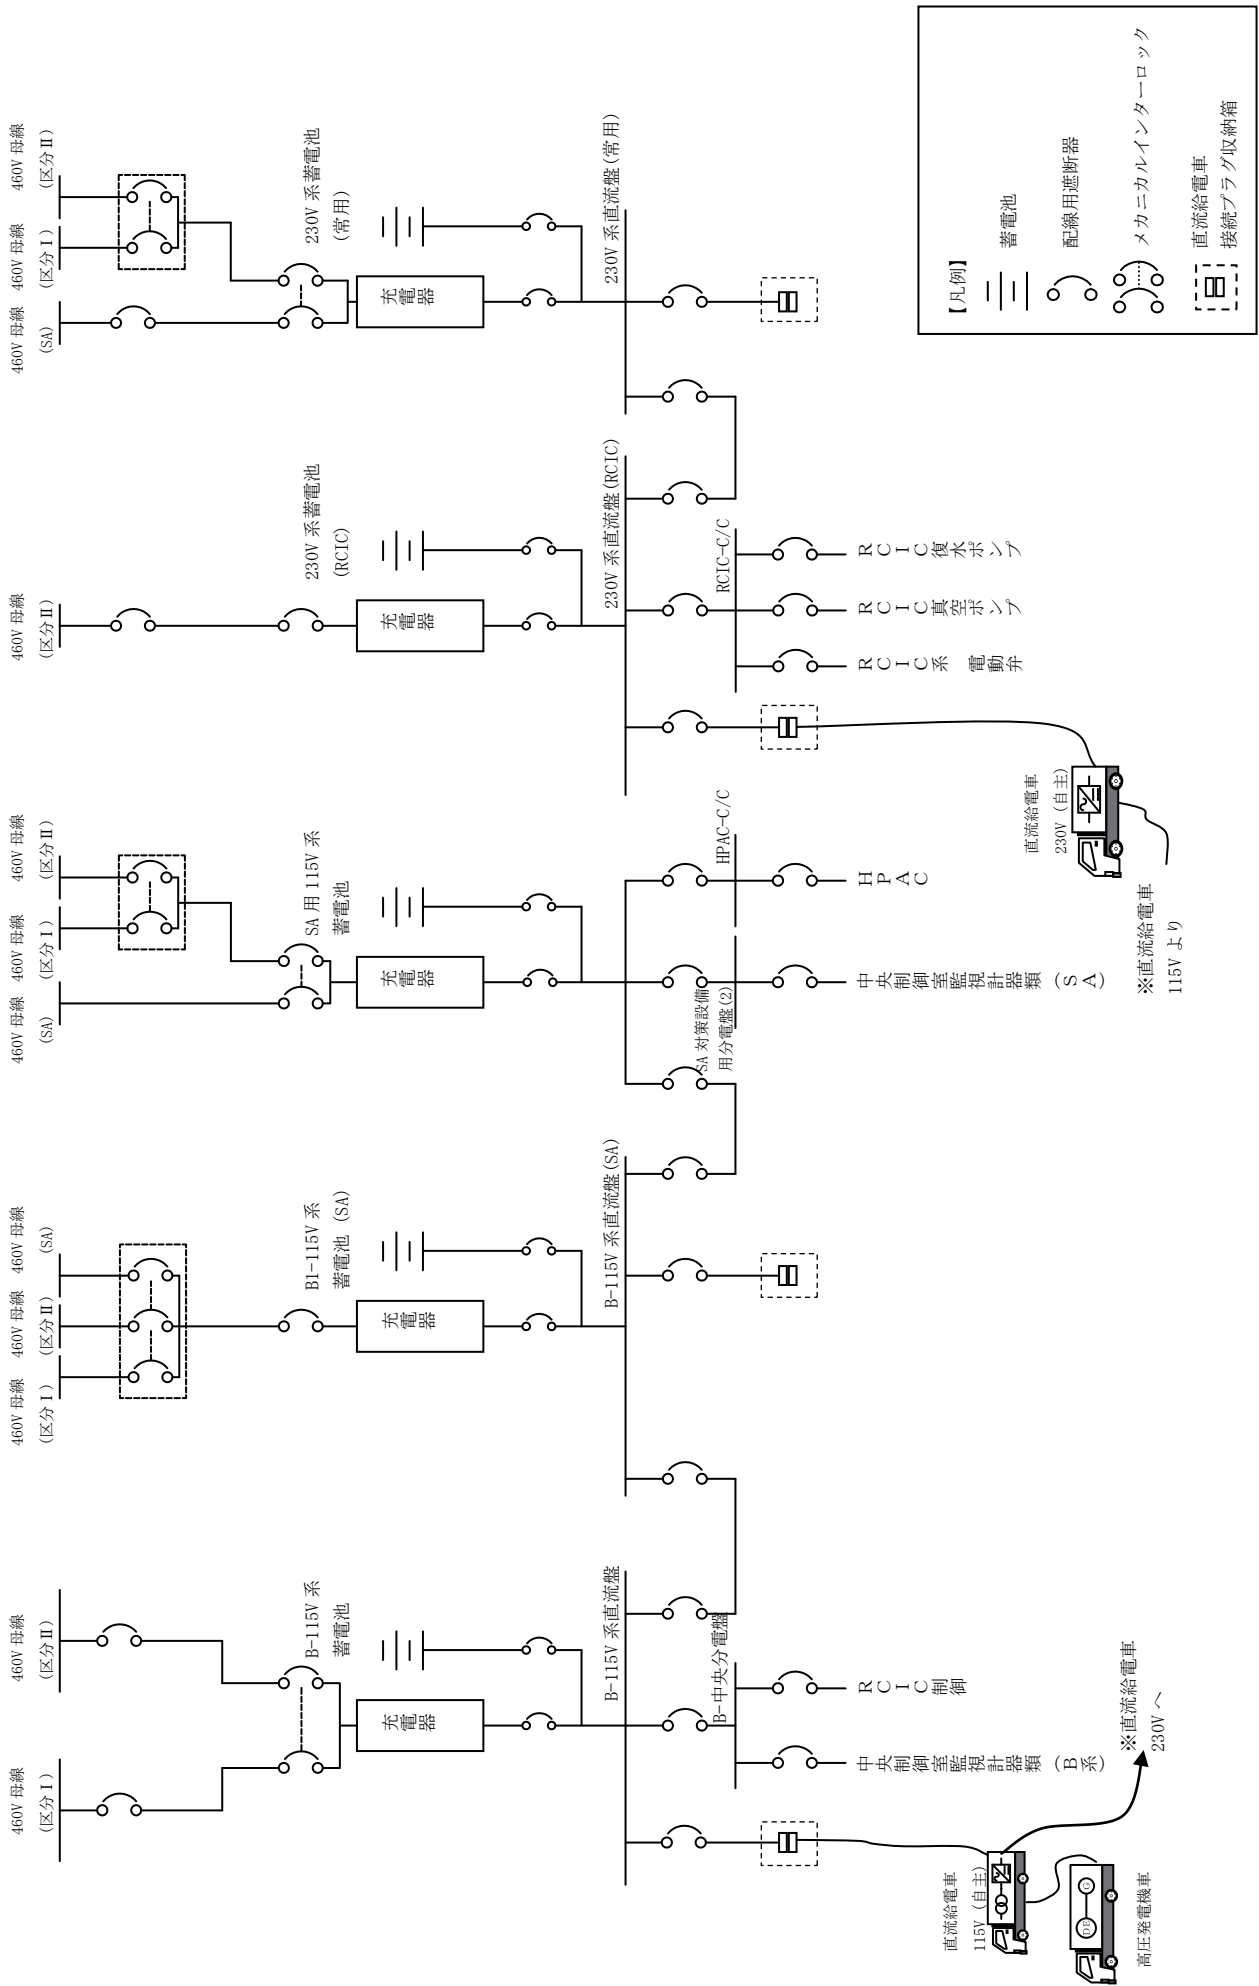 460V 母線
(区分Ⅰ)
460V 母線
(区分Ⅱ)
B-115V 系
蓄電池
充電器
B-115V 系直流盤
B-中央分電盤
中央制御室監視計器類(B系)
RCIC制御
直流給電車
115V(自主)
高圧発電機車
DE
G
※直流給電車
230V へ
460V 母線
(区分Ⅰ)
460V 母線
(区分Ⅱ)
460V 母線
(SA)
B1-115V 系
蓄電池 (SA)
充電器
B-115V 系直流盤(SA)
460V 母線
(SA)
460V 母線
(区分Ⅰ)
460V 母線
(区分Ⅱ)
SA 用 115V 系
蓄電池
充電器
SA 対策設備
用分電盤(2)
HPAC-C/C
中央制御室監視計器類(SA)
HPAC
460V 母線
(区分Ⅱ)
230V 系蓄電池
(RCIC)
充電器
230V 系直流盤(RCIC)
RCIC-C/C
RCIC系 電動弁
RCIC真空ポンプ
RCIC復水ポンプ
直流給電車
230V(自主)
※直流給電車
115V より
460V 母線
(SA)
460V 母線
(区分Ⅰ)
460V 母線
(区分Ⅱ)
230V 系蓄電池
(常用)
充電器
230V 系直流盤(常用)
【凡例】
蓄電池
配線用遮断器
メカニカルインターロック
直流給電車
接続プラグ収納箱